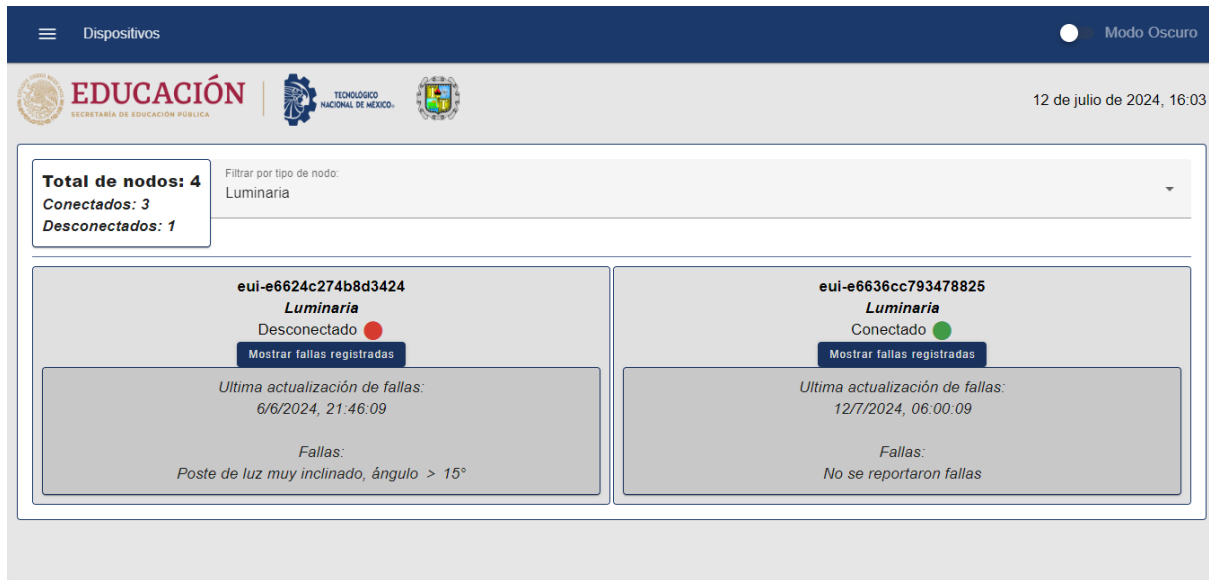 Dispositivos
Modo Oscuro
EDUCACIÓN
SECRETARÍA DE EDUCACIÓN PÚBLICA
TECNOLÓGICO
NACIONAL DE MÉXICO®
12 de julio de 2024, 16:03
Total de nodos: 4
Conectados: 3
Desconectados: 1
Filtrar por tipo de nodo:
Luminaria
eui-e6624c274b8d3424
Luminaria
Desconectado
Mostrar fallas registradas
Ultima actualización de fallas:
6/6/2024, 21:46:09
Fallas:
Poste de luz muy inclinado, ángulo > 15°
eui-e6636cc793478825
Luminaria
Conectado
Mostrar fallas registradas
Ultima actualización de fallas:
12/7/2024, 06:00:09
Fallas:
No se reportaron fallas